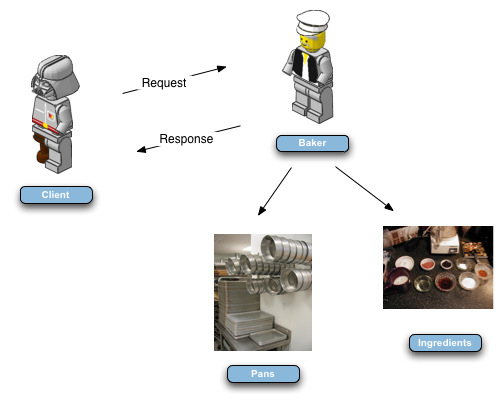 Request
Response
Baker
Client
Ingredients
Pans